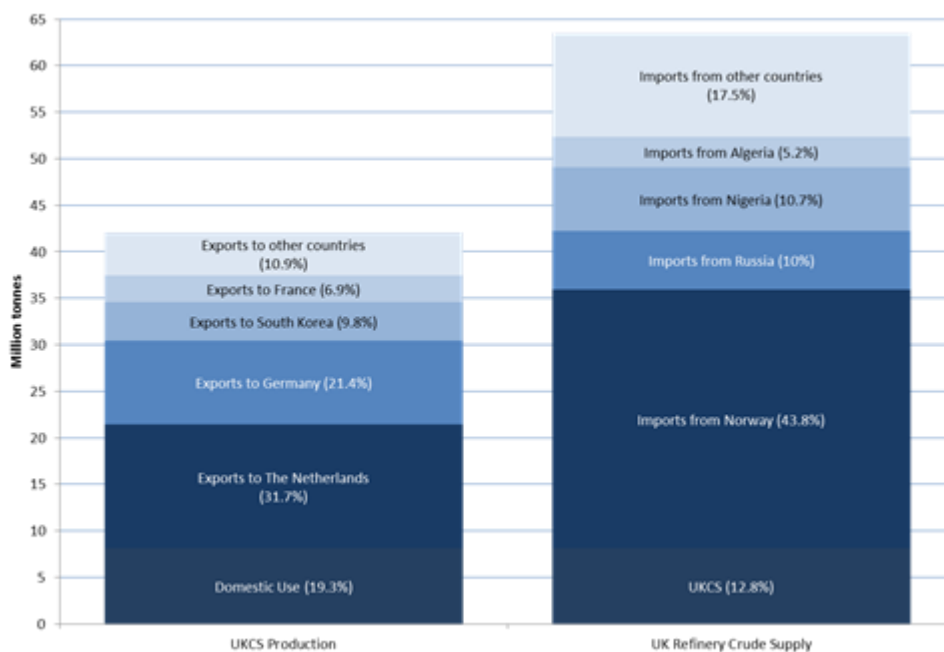 65
60
55
50
45
40
35
30
25
20
15
10
5
0
Million tonnes
Exports to other countries
(10.9%)
Exports to France (6.9%)
Exports to South Korea (9.8%)
Exports to Germany (21.4%)
Exports to The Netherlands
(31.7%)
Domestic Use (19.3%)
Imports from other countries
(17.5%)
Imports from Algeria (5.2%)
Imports from Nigeria (10.7%)
Imports from Russia (10%)
Imports from Norway (43.8%)
UKCS (12.8%)
UKCS Production
UK Refinery Crude Supply